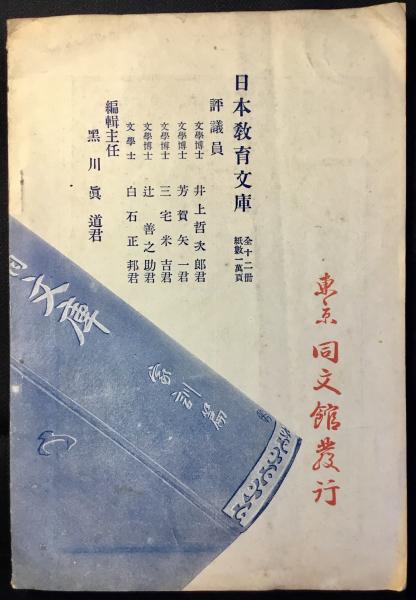 日本敎育文庫
全十二冊
紙數一萬頁
評議員
文學博士 井上哲次郎君
文學博士 芳賀矢一君
文學博士 三宅米吉君
文學博士 辻善之助君
文學士 白石正邦君
編輯主任
黑川眞道君
東京 同文館發行
文庫
家訓篇